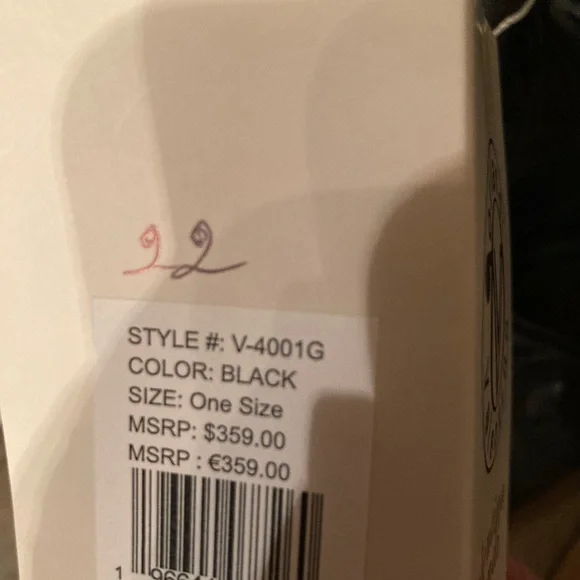 22
STYLE #: V-4001G
COLOR: BLACK
SIZE: One Size
MSRP: $359.00
MSRP : €359.00